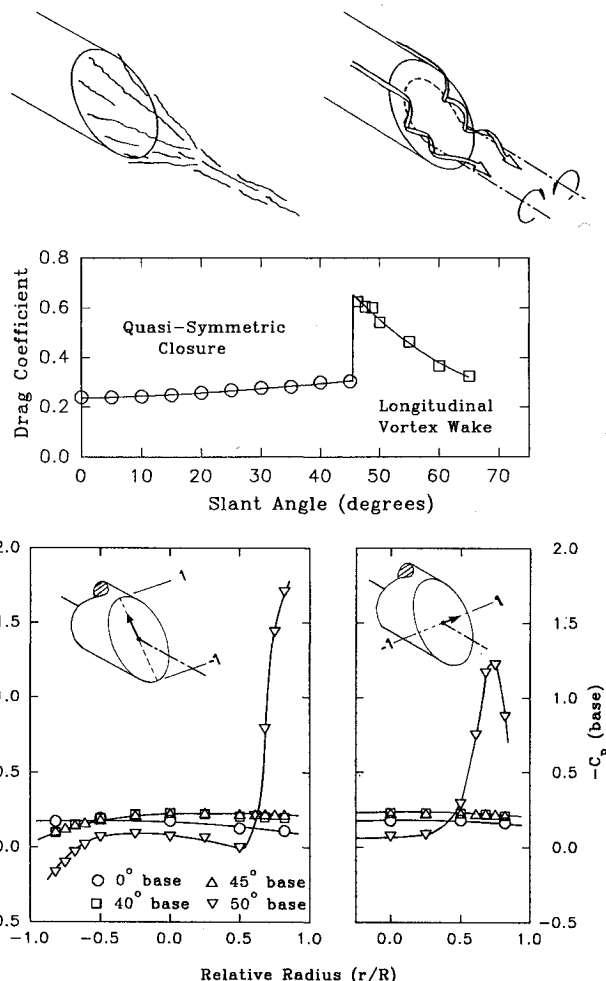 0.8
0.6
0.4
0.2
0.0
Drag Coefficient
Quasi-Symmetric
Closure
Longitudinal
Vortex Wake
0 10 20 30 40 50 60 70
Slant Angle (degrees)
2.0
1.5
1.0
0.5
0.0
0.5
1
-1
0° base
45° base
40° base
50° base
-1.0 -0.5 0.0 0.5 1.0
1
-1
0.0 0.5 1.0
2.0
1.5
1.0
0.5
0.0
-0.5
-Cp (base)
Relative Radius (r/R)